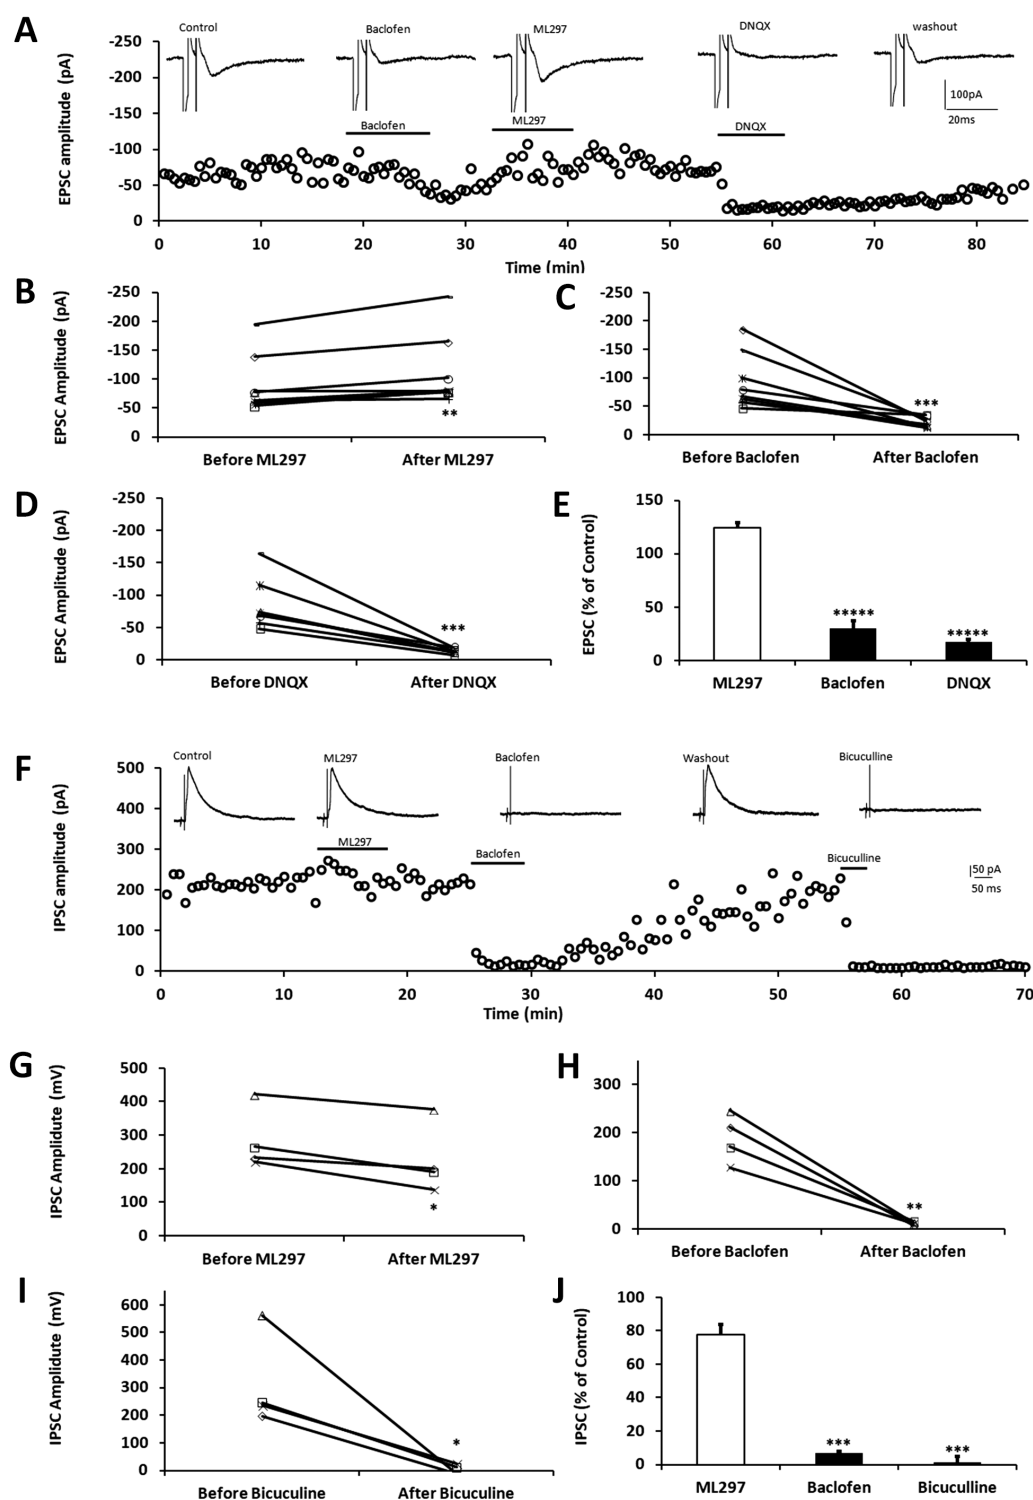 A
Control
Baclofen
ML297
DNQX
washout
EPSC amplitude (pA)
-250
-200
-150
-100
-50
0
100pA
20ms
Baclofen
ML297
DNQX
0 10 20 30 40 50 60 70 80
Time (min)
B
EPSC Amplitude (pA)
-250
-200
-150
-100
-50
0
**
Before ML297 After ML297
C
EPSC Amplitude (pA)
-250
-200
-150
-100
-50
0
***
Before Baclofen After Baclofen
D
EPSC Amplitude (pA)
-250
-200
-150
-100
-50
0
***
Before DNQX After DNQX
E
EPSC (% of Control)
150
100
50
0
*****
*****
ML297 Baclofen DNQX
F
Control
ML297
Baclofen
Washout
Bicuculline
IPSC amplitude (pA)
500
400
300
200
100
0
ML297
Baclofen
Bicuculline
50 pA
50 ms
0 10 20 30 40 50 60 70
Time (min)
G
IPSC Amplidute (mV)
500
400
300
200
100
0
*
Before ML297 After ML297
H
300
200
100
0
**
Before Baclofen After Baclofen
I
IPSC Amplidute (mV)
600
500
400
300
200
100
0
*
Before Bicuculine After Bicuculine
J
IPSC (% of Control)
100
80
60
40
20
0
***
***
ML297 Baclofen Bicuculline